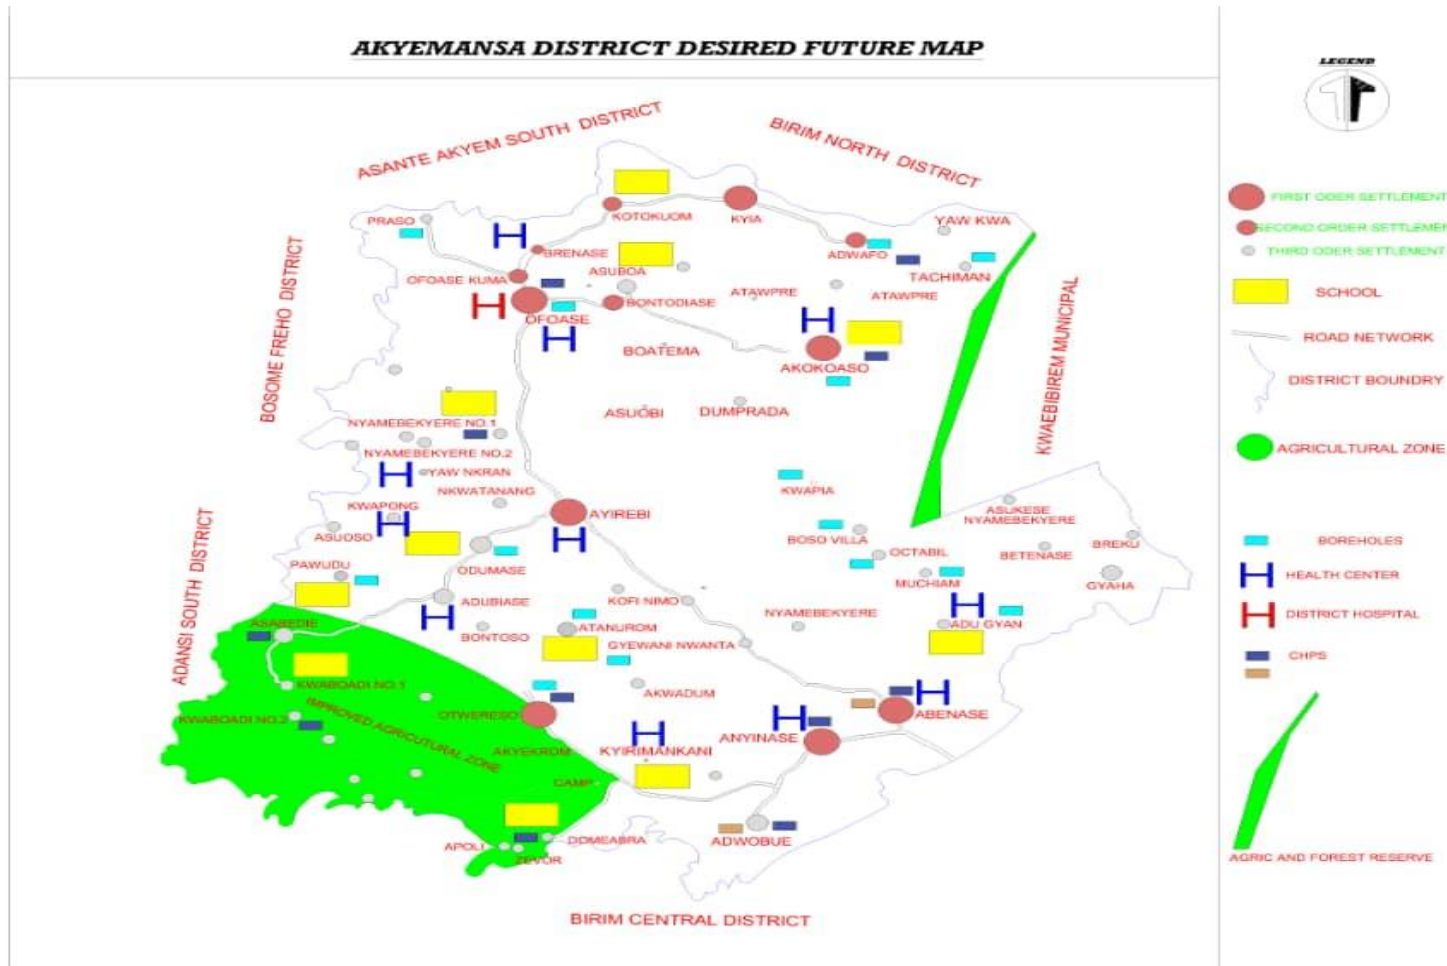 AKYEMANSA DISTRICT DESIRED FUTURE MAP
LEGEND
ASANTE AKYEM SOUTH DISTRICT
BIRIM NORTH DISTRICT
BOSOME FREHO DISTRICT
KWAEBIBIREM MUNICIPAL
ADANSI SOUTH DISTRICT
BIRIM CENTRAL DISTRICT
PRASO
KOTOKUOM
KYIA
YAW KWA
BRENASE
ADWAFO
OFOASE KUMA
ASUBOA
TACHIMAN
ATAWPRE
ATAWPRE
BONTODIASE
OFOASE
BOATEMA
AKOKOASO
ASUOBI
DUMPRADA
NYAMEBEKYERE NO.1
NYAMEBEKYERE NO.2
YAW NKRAN
NKWATANANG
KWAPIA
KWAPONG
AYIREBI
ASUKESE
NYAMEBEKYERE
ASUOSO
BOSO VILLA
OCTABIL
BETENASE
BREKU
PAWUDU
ODUMASE
MUCHIAM
GYAHA
ADUBIASE
KOFI NIMO
NYAMEBEKYERE
ASABEDIE
BONTOSO
ATANUROM
ADU GYAN
GYEWANI NWANTA
KWABOADI NO.1
AKWADUM
IMPROVED AGRICUTURAL ZONE
KWABOADI NO.2
OTWERESO
ABENASE
ANYINASE
AKYEKROM
KYIRIMANKANI
CAMP
APOLI
DOMEABRA
ZEVOR
ADWOBUE
FIRST ODER SETTLEMENT
SECOND ORDER SETTLEMEN
THIRD ODER SETTLEMENT
SCHOOL
ROAD NETWORK
DISTRICT BOUNDRY
AGRICULTURAL ZONE
BOREHOLES
HEALTH CENTER
DISTRICT HOSPITAL
CHPS
AGRIC AND FOREST RESERVE